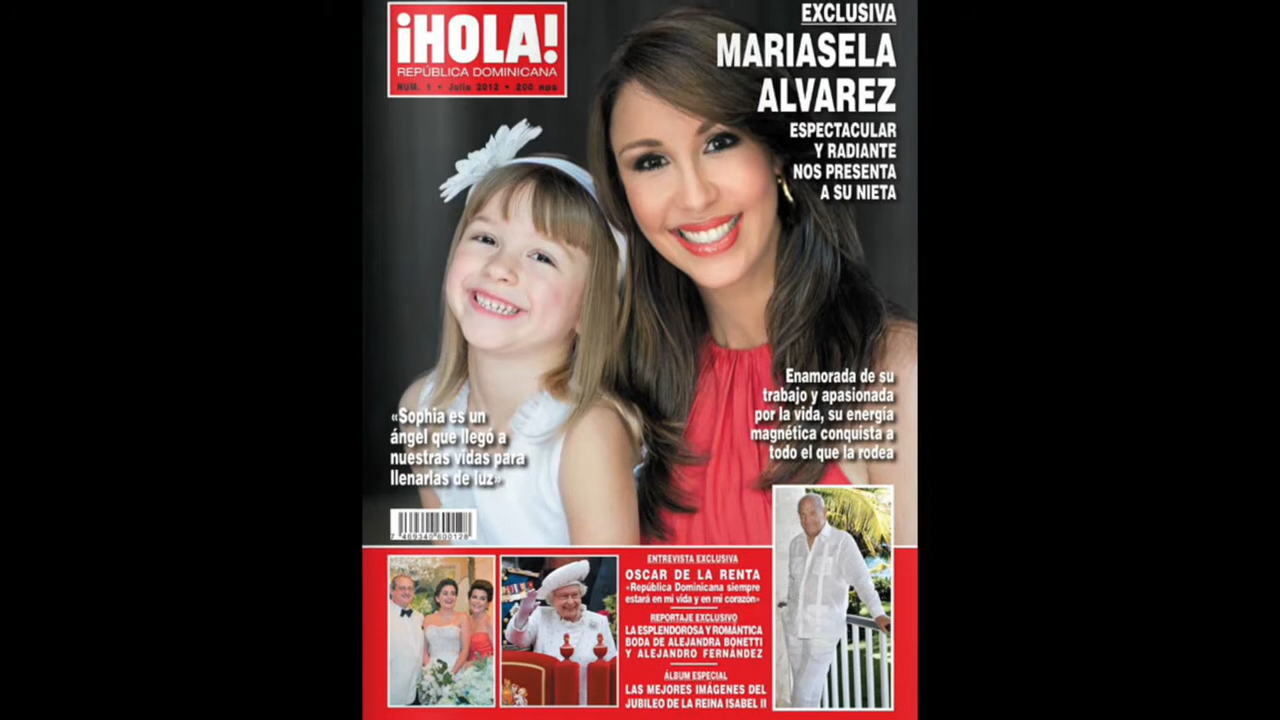 ¡HOLA!
REPÚBLICA DOMINICANA
NUM. 1 • Julio 2012 • 200 nps
EXCLUSIVA
MARIASELA
ALVAREZ
ESPECTACULAR
Y RADIANTE
NOS PRESENTA
A SU NIETA
«Sophia es un
ángel que llegó a
nuestras vidas para
llenarlas de luz»
Enamorada de su
trabajo y apasionada
por la vida, su energía
magnética conquista a
todo el que la rodea
ENTREVISTA EXCLUSIVA
OSCAR DE LA RENTA
«República Dominicana siempre
estará en mi vida y en mi corazón»
REPORTAJE EXCLUSIVO
LA ESPLENDOROSA Y ROMÁNTICA
BODA DE ALEJANDRA BONETTI
Y ALEJANDRO FERNÁNDEZ
ÁLBUM ESPECIAL
LAS MEJORES IMÁGENES DEL
JUBILEO DE LA REINA ISABEL II